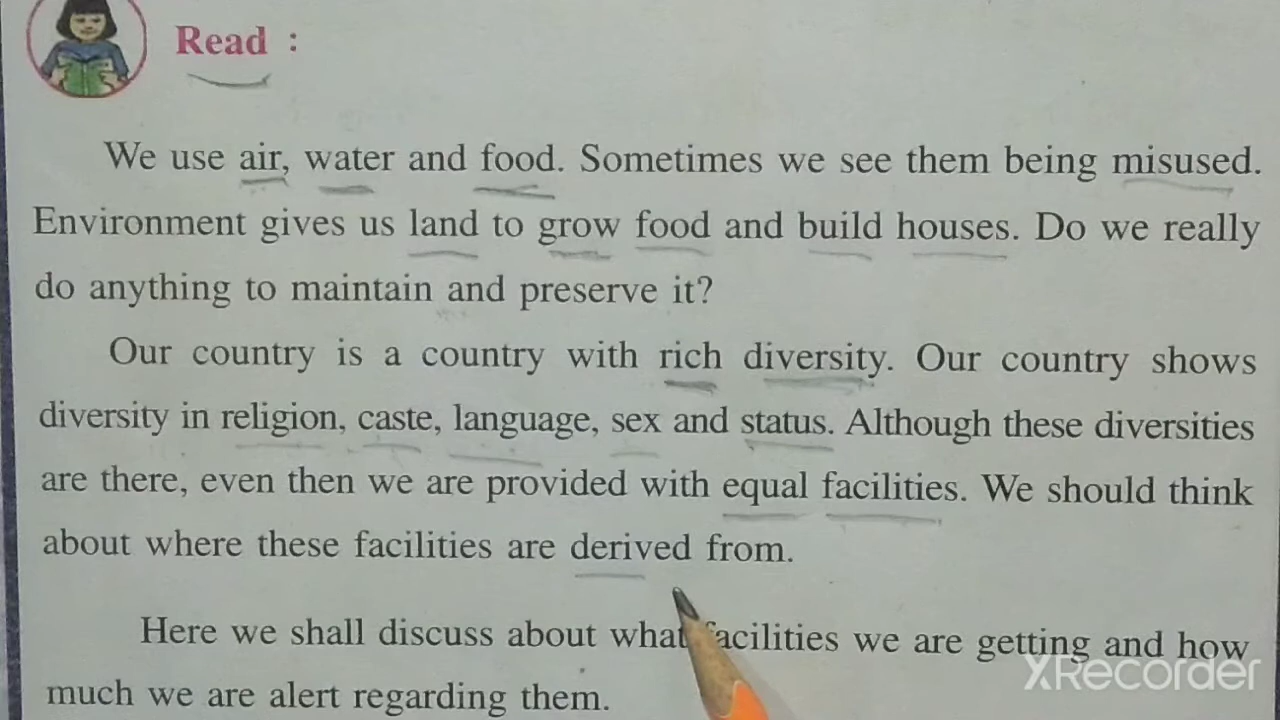 Read :
We use air, water and food. Sometimes we see them being misused.
Environment gives us land to grow food and build houses. Do we really
do anything to maintain and preserve it?
Our country is a country with rich diversity. Our country shows
diversity in religion, caste, language, sex and status. Although these diversities
are there, even then we are provided with equal facilities. We should think
about where these facilities are derived from.
Here we shall discuss about what facilities we are getting and how
much we are alert regarding them.
XRecorder